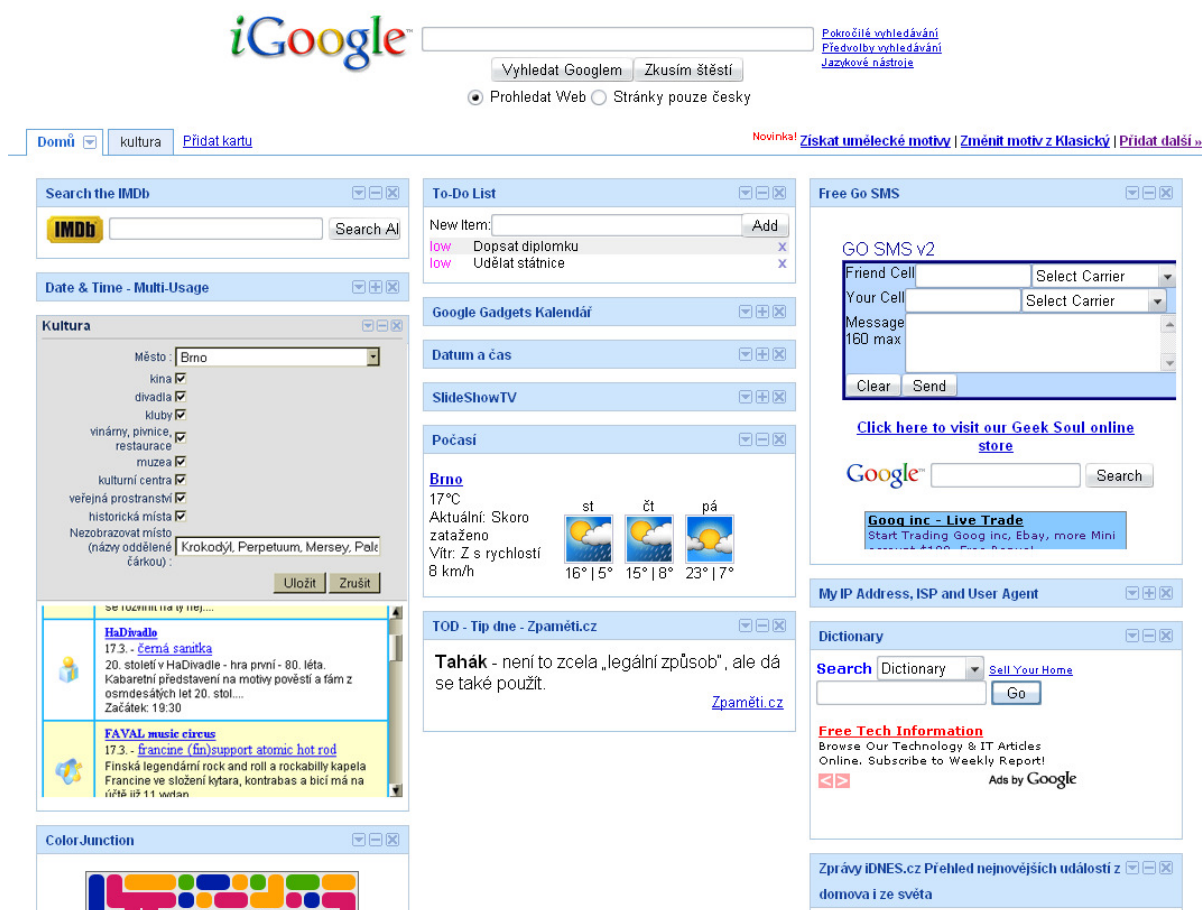 iGoogle™
Pokročilé vyhledávání
Předvolby vyhledávání
Jazykové nástroje
Vyhledat Googlem Zkusím štěstí
Prohledat Web Stránky pouze česky
Domů kultura Přidat kartu
Novinka! Získat umělecké motivy | Změnit motiv z Klasický | Přidat další »
Search the IMDb
IMDb Search Al
Date & Time - Multi-Usage
Kultura
Město : Brno
kina
divadla
kluby
vinárny, pivnice,
restaurace
muzea
kulturní centra
veřejná prostranství
historická místa
Nezobrazovat místo
(názvy oddělené Krokodýl, Perpetuum, Mersey, Pala
čárkou) :
Uložit Zrušit
se rozvinit na tý nej....
HaDivadlo
17.3. - černá sanitka
20. století v HaDivadle - hra první - 80. léta.
Kabaretní představení na motivy pověstí a fám z
osmdesátých let 20. stol....
Začátek: 19:30
FAVAL music circus
17.3. - francine (fin)support atomic hot rod
Finská legendární rock and roll a rockabilly kapela
Francine ve složení kytara, kontrabas a bicí má na
účtě již 11 vydan
ColorJunction
To-Do List
New Item: Add
low Dopsat diplomku x
low Udělat státnice x
Google Gadgets Kalendář
Datum a čas
SlideShowTV
Počasí
Brno
17°C
Aktuální: Skoro
zataženo
Vítr: Z s rychlostí
8 km/h
st čt pá
16° | 5° 15° | 8° 23° | 7°
TOD - Tip dne - Zpaměti.cz
Tahák - není to zcela „legální způsob“, ale dá
se také použít.
Zpaměti.cz
Free Go SMS
GO SMS v2
Friend Cell Select Carrier
Your Cell Select Carrier
Message
160 max
Clear Send
Click here to visit our Geek Soul online
store
Google™ Search
Goog inc - Live Trade
Start Trading Goog inc, Ebay, more Mini
My IP Address, ISP and User Agent
Dictionary
Search Dictionary Sell Your Home
Go
Free Tech Information
Browse Our Technology & IT Articles
Online. Subscribe to Weekly Report!
< > Ads by Google
Zprávy iDNES.cz Přehled nejnovějších událostí z
domova i ze světa